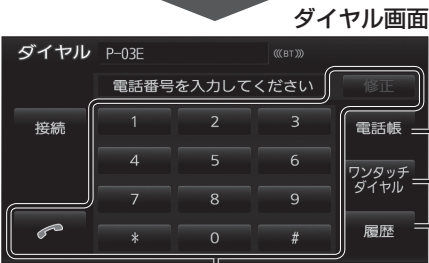 ダイヤル画面
ダイヤル P-03E (((BT)))
電話番号を入力してください 修正
接続 1 2 3 電話帳
4 5 6 ワンタッチ
ダイヤル
7 8 9
* 0 # 履歴